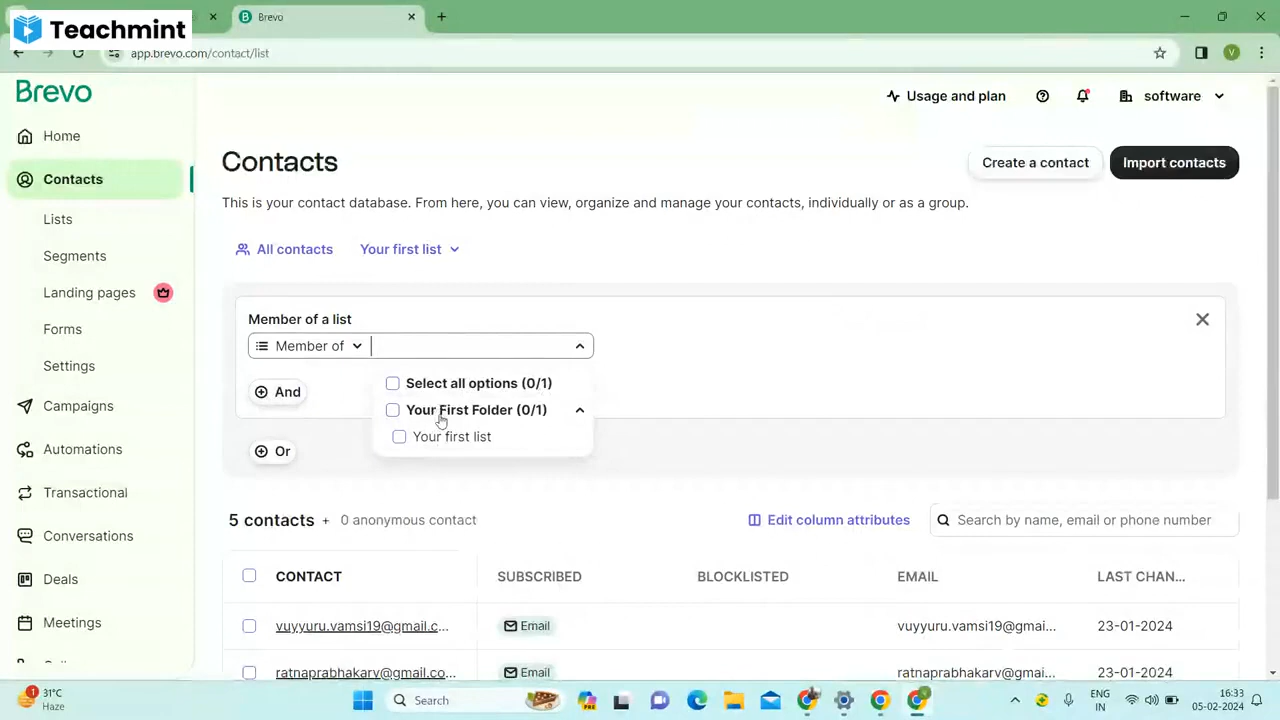 Teachmint
Brevo
app.brevo.com/contact/list
V
Brevo
Usage and plan
software
Home
Contacts
Lists
Segments
Landing pages
Forms
Settings
Campaigns
Automations
Transactional
Conversations
Deals
Meetings
Contacts
Create a contact
Import contacts
This is your contact database. From here, you can view, organize and manage your contacts, individually or as a group.
All contacts
Your first list
Member of a list
Member of
And
Select all options (0/1)
Your First Folder (0/1)
Your first list
Or
5 contacts + 0 anonymous contact
Edit column attributes
Search by name, email or phone number
CONTACT SUBSCRIBED BLOCKLISTED EMAIL LAST CHAN...
vuyyuru.vamsi19@gmail.c... Email vuyyuru.vamsi19@gmai... 23-01-2024
ratnaprabhakarv@gmail.co... Email ratnaprabhakarv@gmai... 23-01-2024
1
31°C
Haze
Search
ENG
IN
16:33
05-02-2024